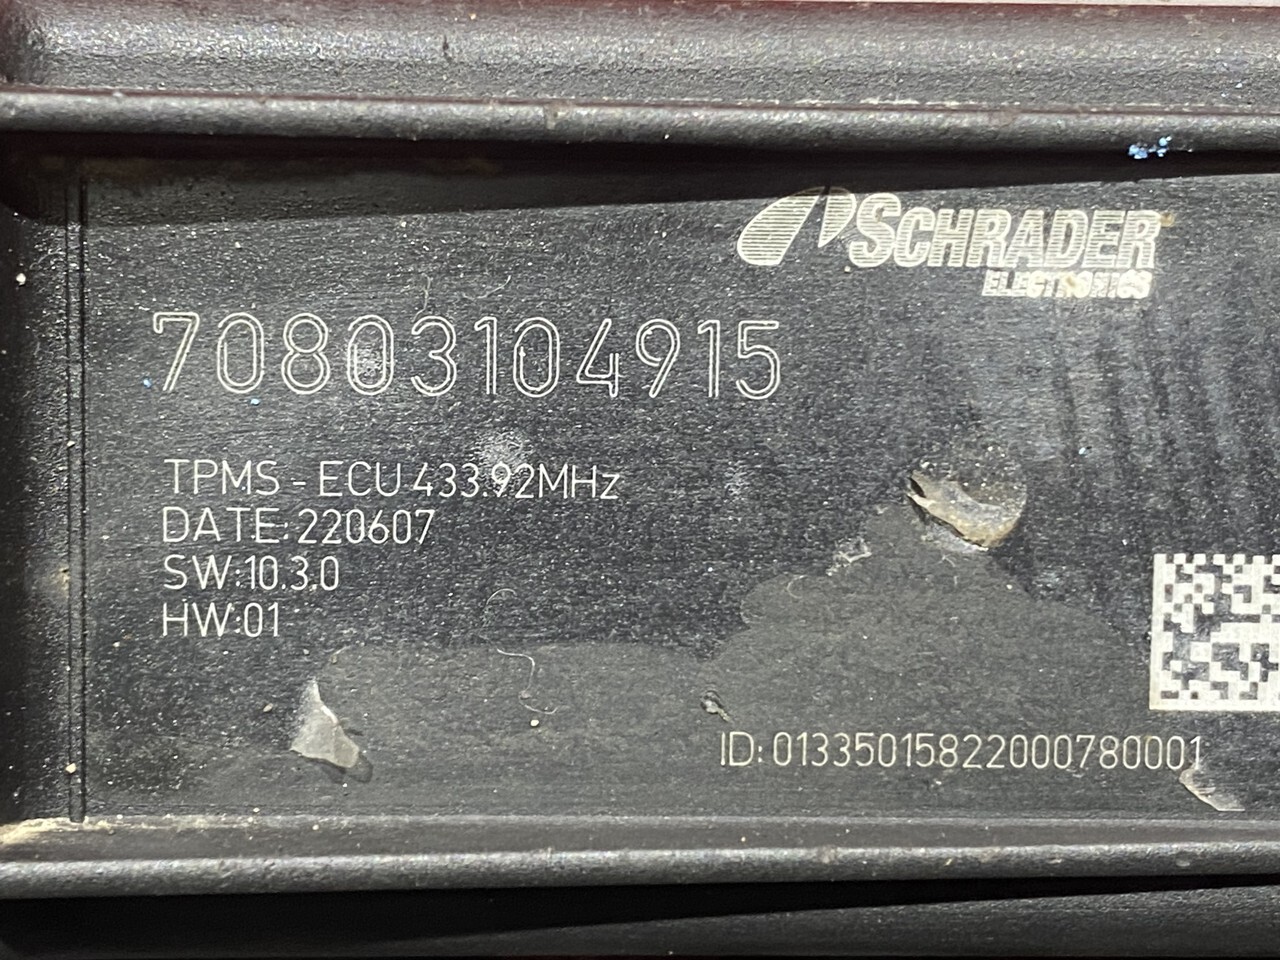 SCHRADER
ELECTRONICS
70803104915
TPMS - ECU 433.92MHz
DATE: 220607
SW:10.3.0
HW:01
ID: 01335015822000780001